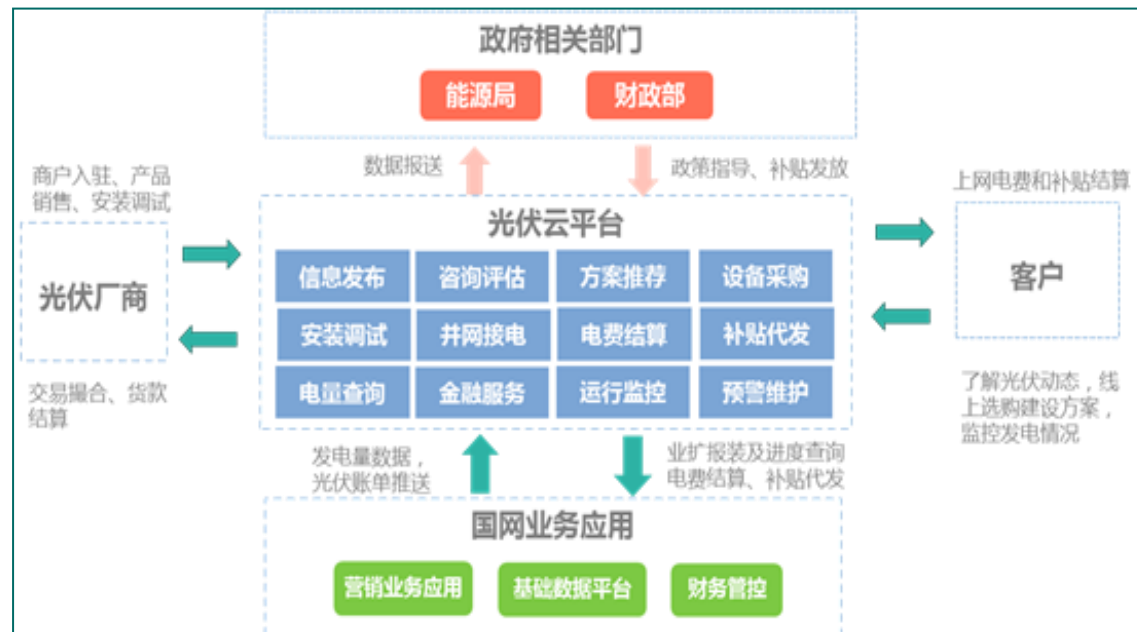 政府相关部门
能源局
财政部
数据报送
政策指导、补贴发放
商户入驻、产品
销售、安装调试
光伏厂商
交易撮合、货款
结算
光伏云平台
信息发布
咨询评估
方案推荐
设备采购
安装调试
并网接电
电费结算
补贴代发
电量查询
金融服务
运行监控
预警维护
上网电费和补贴结算
客户
了解光伏动态，线
上选购建设方案，
监控发电情况
发电量数据，
光伏账单推送
业扩报装及进度查询
电费结算、补贴代发
国网业务应用
营销业务应用
基础数据平台
财务管控